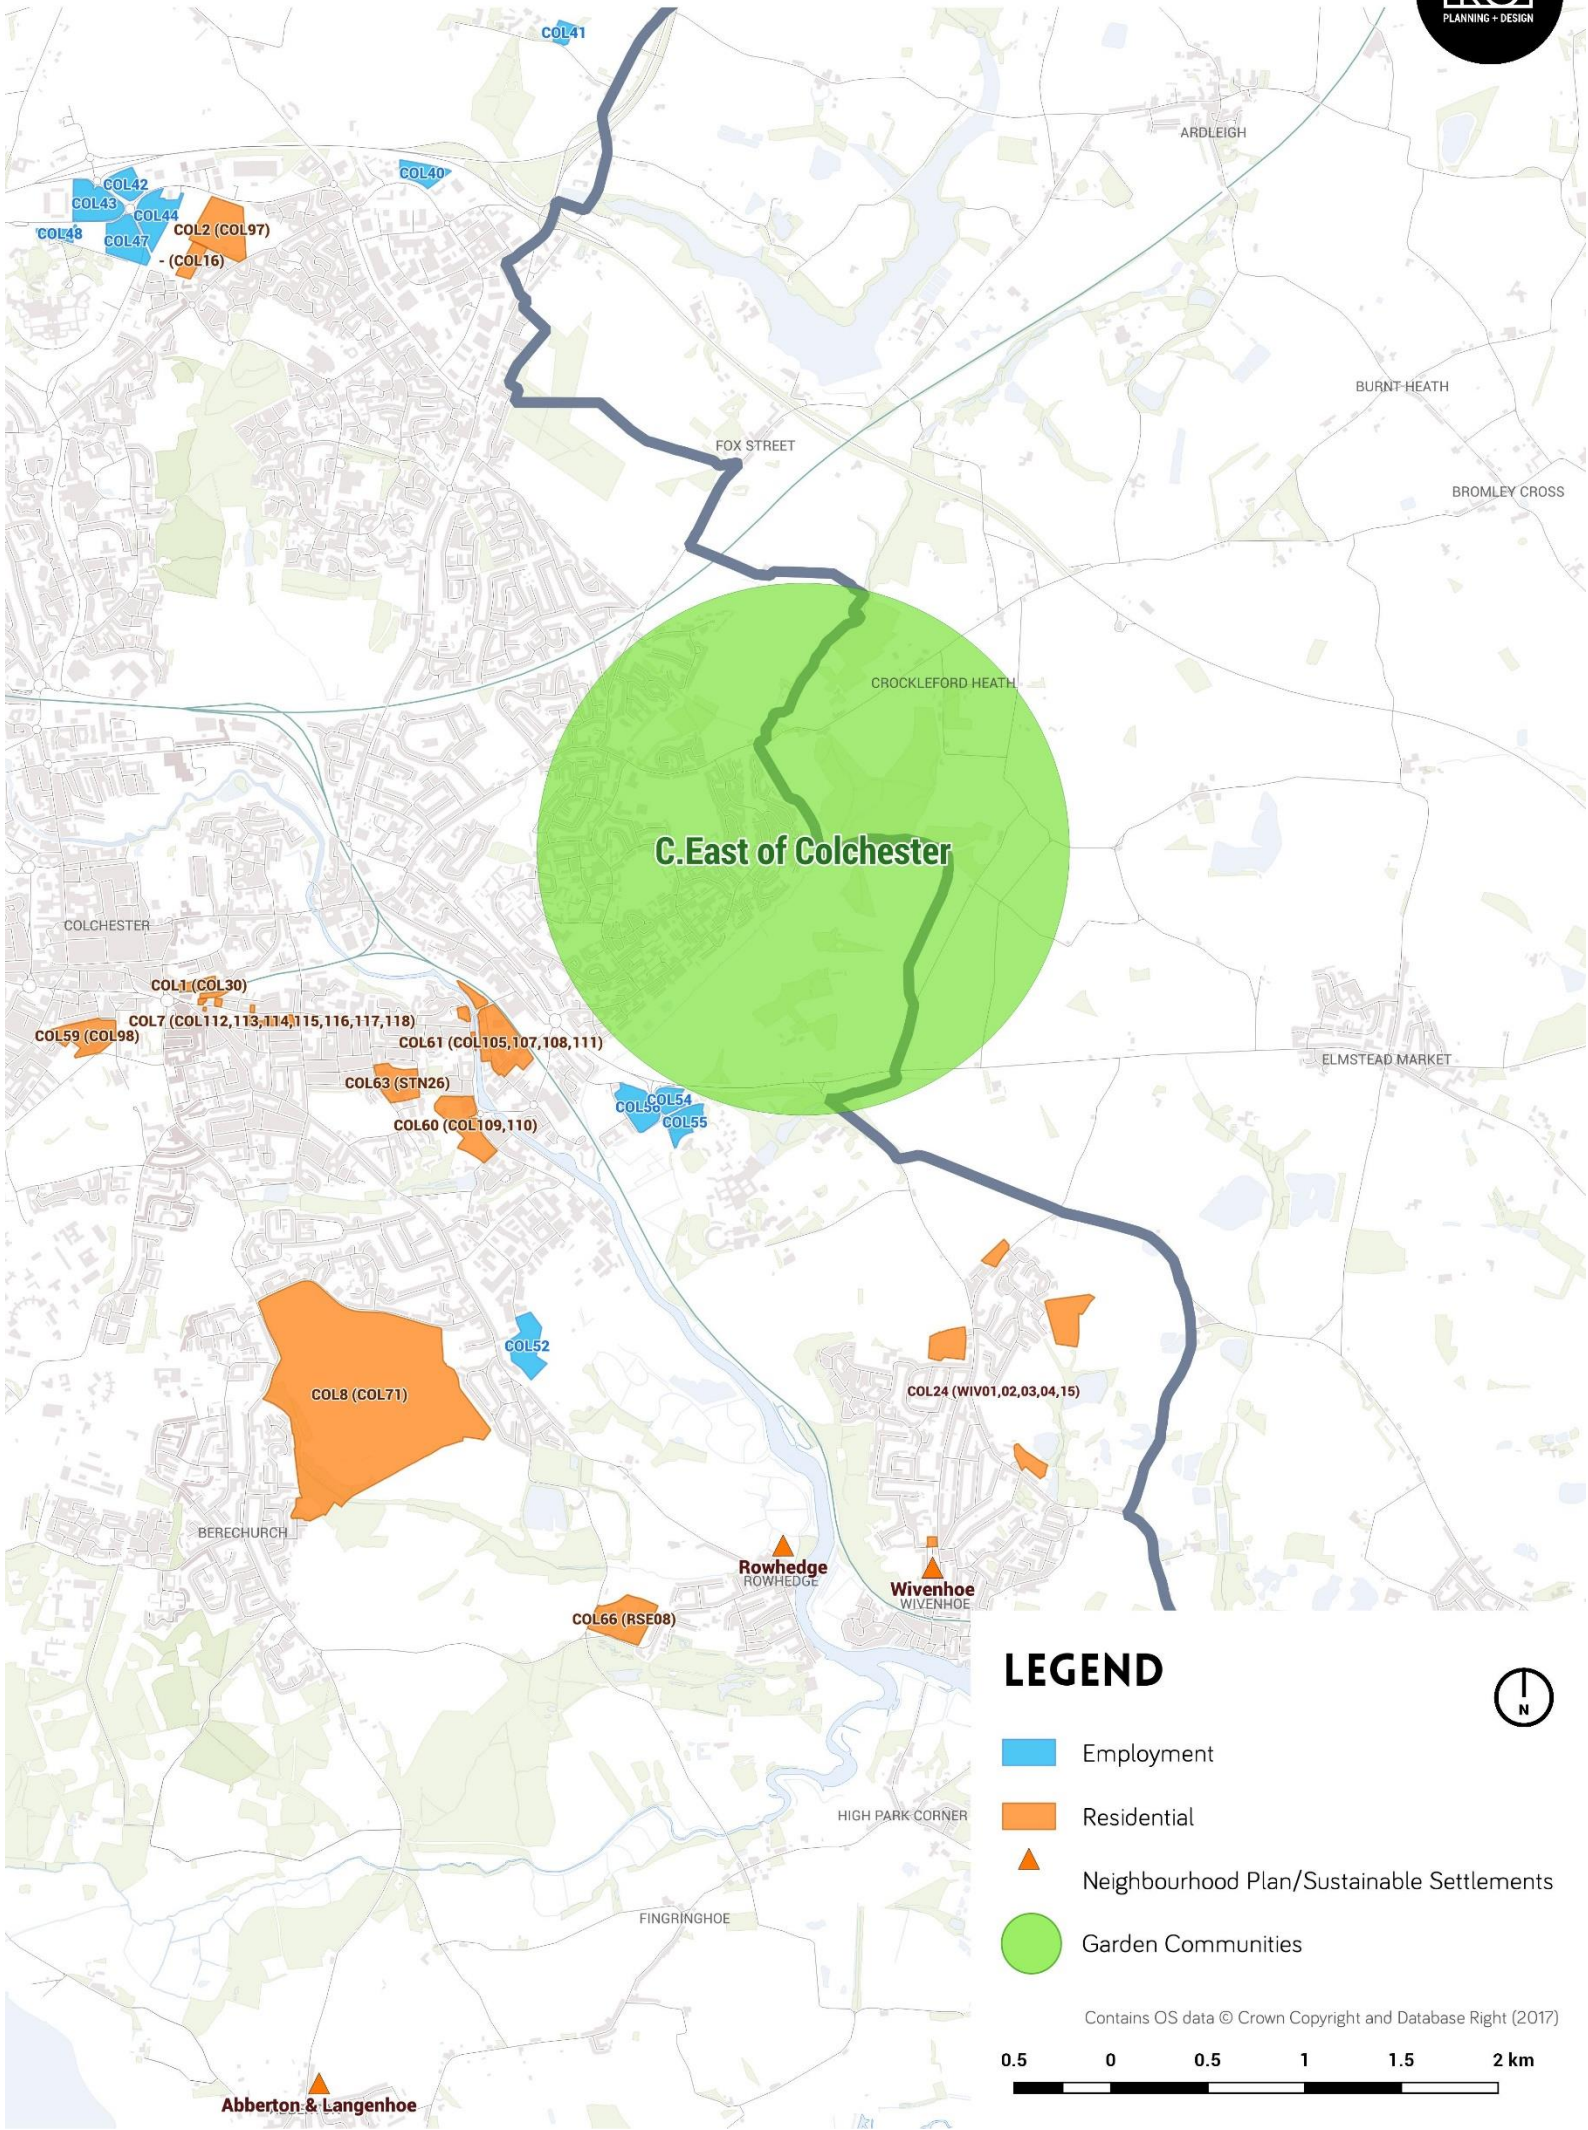 PLANNING + DESIGN
COL41
ARDLEIGH
COL40
COL42
COL43
COL44
COL48
COL47
COL2 (COL97)
- (COL16)
BURNT HEATH
FOX STREET
BROMLEY CROSS
CROCKLEFORD HEATH
C.East of Colchester
COLCHESTER
COL1 (COL30)
COL7 (COL112,113,114,115,116,117,118)
COL59 (COL98)
COL61 (COL105,107,108,111)
ELMSTEAD MARKET
COL63 (STN26)
COL54
COL55
COL60 (COL109,110)
COL52
COL8 (COL71)
COL24 (WIV01,02,03,04,15)
BERECHURCH
Rowhedge
ROWHEDGE
Wivenhoe
WIVENHOE
COL66 (RSE08)
HIGH PARK CORNER
FINGRINGHOE
Abberton & Langenhoe
LEGEND
N
Employment
Residential
Neighbourhood Plan/Sustainable Settlements
Garden Communities
Contains OS data © Crown Copyright and Database Right (2017)
0.5 0 0.5 1 1.5 2 km